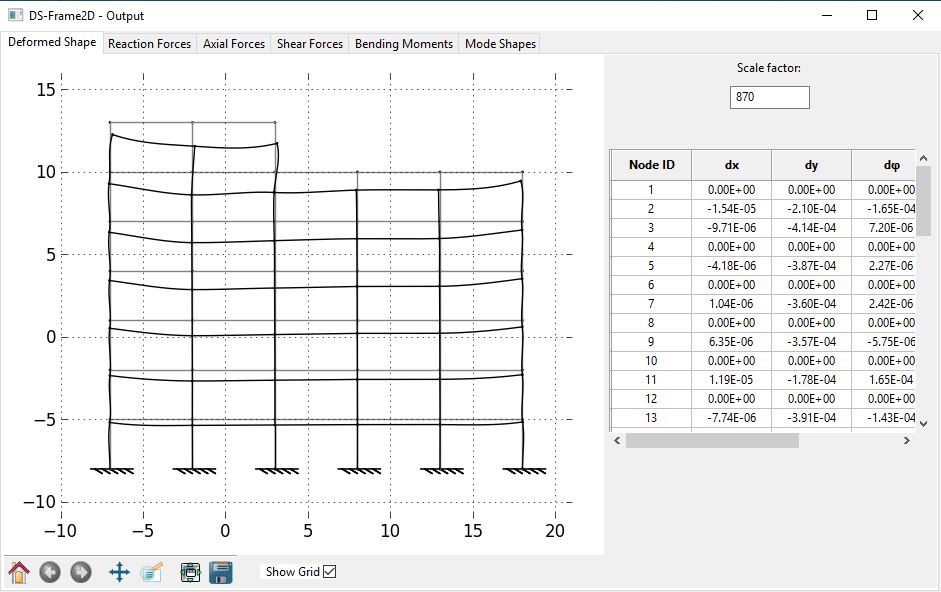 DS-Frame2D - Output
Deformed Shape Reaction Forces Axial Forces Shear Forces Bending Moments Mode Shapes
Scale factor:
870
15
10
5
0
−5
−10
−10 −5 0 5 10 15 20
Node ID dx dy dφ
1 0.00E+00 0.00E+00 0.00E+00
2 -1.54E-05 -2.10E-04 -1.65E-04
3 -9.71E-06 -4.14E-04 7.20E-06
4 0.00E+00 0.00E+00 0.00E+00
5 -4.18E-06 -3.87E-04 2.27E-06
6 0.00E+00 0.00E+00 0.00E+00
7 1.04E-06 -3.60E-04 2.42E-06
8 0.00E+00 0.00E+00 0.00E+00
9 6.35E-06 -3.57E-04 -5.75E-06
10 0.00E+00 0.00E+00 0.00E+00
11 1.19E-05 -1.78E-04 1.65E-04
12 0.00E+00 0.00E+00 0.00E+00
13 -7.74E-06 -3.91E-04 -1.43E-04
Show Grid